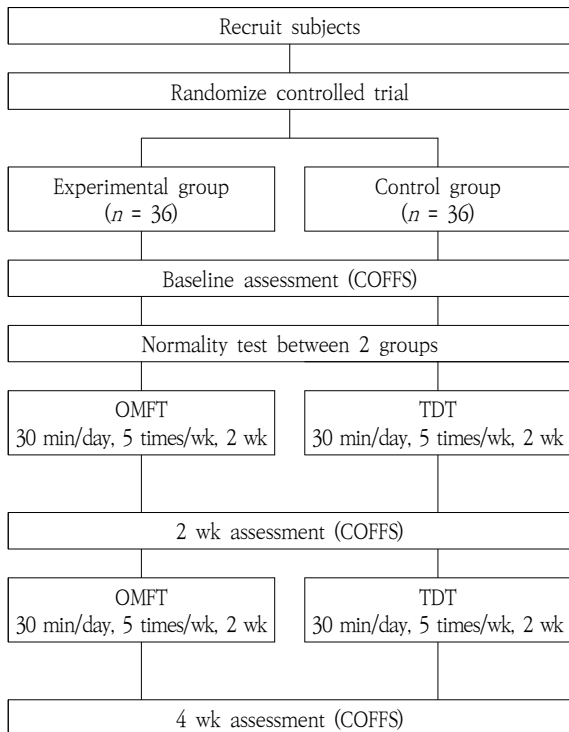 Recruit subjects
Randomize controlled trial
Experimental group
(n = 36)
Control group
(n = 36)
Baseline assessment (COFFS)
Normality test between 2 groups
OMFT
30 min/day, 5 times/wk, 2 wk
TDT
30 min/day, 5 times/wk, 2 wk
2 wk assessment (COFFS)
OMFT
30 min/day, 5 times/wk, 2 wk
TDT
30 min/day, 5 times/wk, 2 wk
4 wk assessment (COFFS)